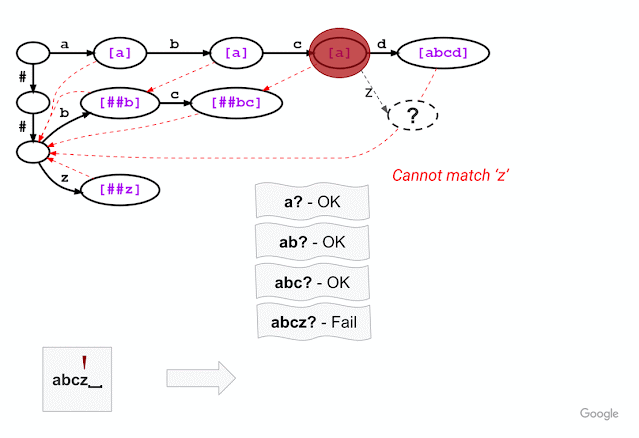 a b c d
[a] [a] [a] [abcd]
#
z
b c
[##b] [##bc] ?
#
z
[##z]
Cannot match ‘z’
a? - OK
ab? - OK
abc? - OK
abcz? - Fail
abcz_
Google